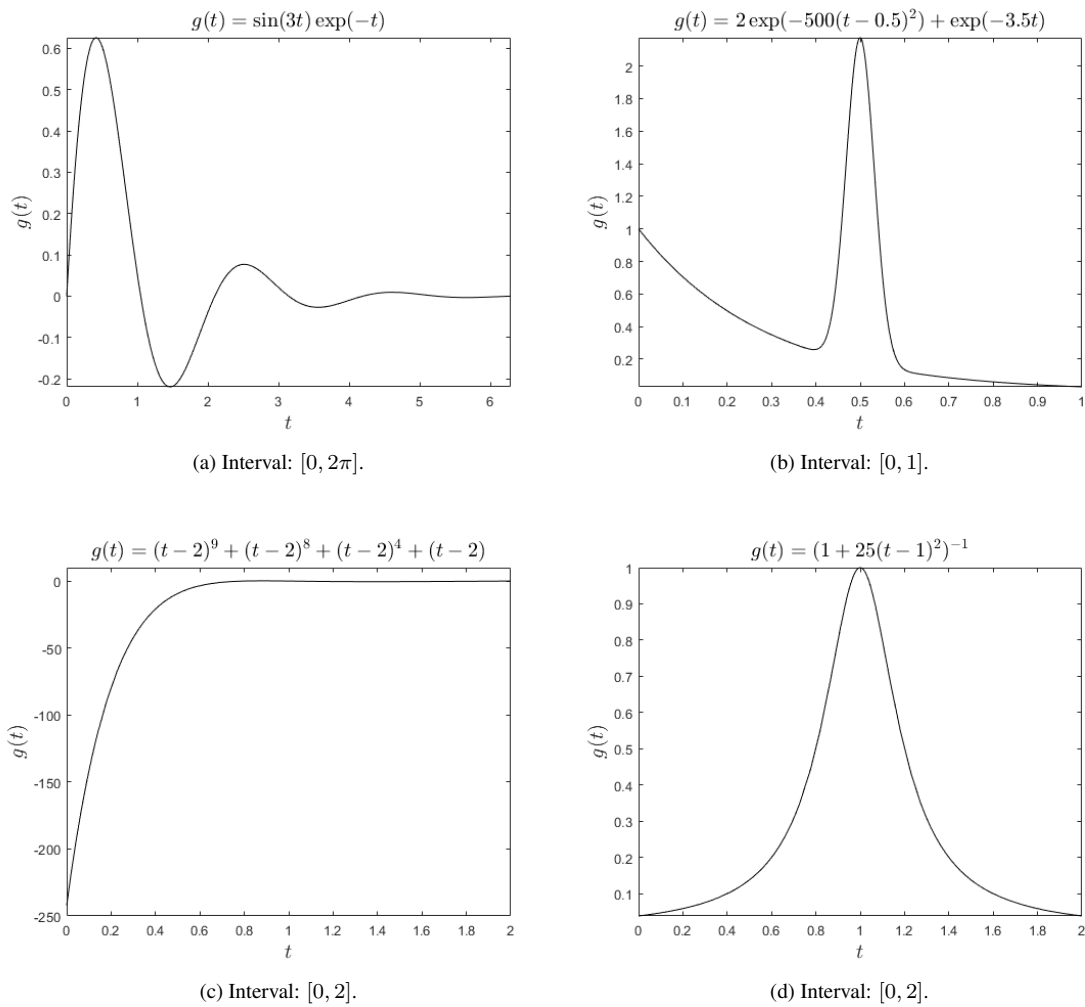 g(t) = sin(3t) exp(−t)
0.6
0.5
0.4
0.3
0.2
0.1
0
-0.1
-0.2
g(t)
0 1 2 3 4 5 6
t
(a) Interval: [0, 2π].
g(t) = 2 exp(−500(t − 0.5)²) + exp(−3.5t)
2
1.8
1.6
1.4
1.2
1
0.8
0.6
0.4
0.2
g(t)
0 0.1 0.2 0.3 0.4 0.5 0.6 0.7 0.8 0.9 1
t
(b) Interval: [0, 1].
g(t) = (t − 2)⁹ + (t − 2)⁸ + (t − 2)⁴ + (t − 2)
0
-50
-100
-150
-200
-250
g(t)
0 0.2 0.4 0.6 0.8 1 1.2 1.4 1.6 1.8 2
t
(c) Interval: [0, 2].
g(t) = (1 + 25(t − 1)²)⁻¹
1
0.9
0.8
0.7
0.6
0.5
0.4
0.3
0.2
0.1
g(t)
0 0.2 0.4 0.6 0.8 1 1.2 1.4 1.6 1.8 2
t
(d) Interval: [0, 2].